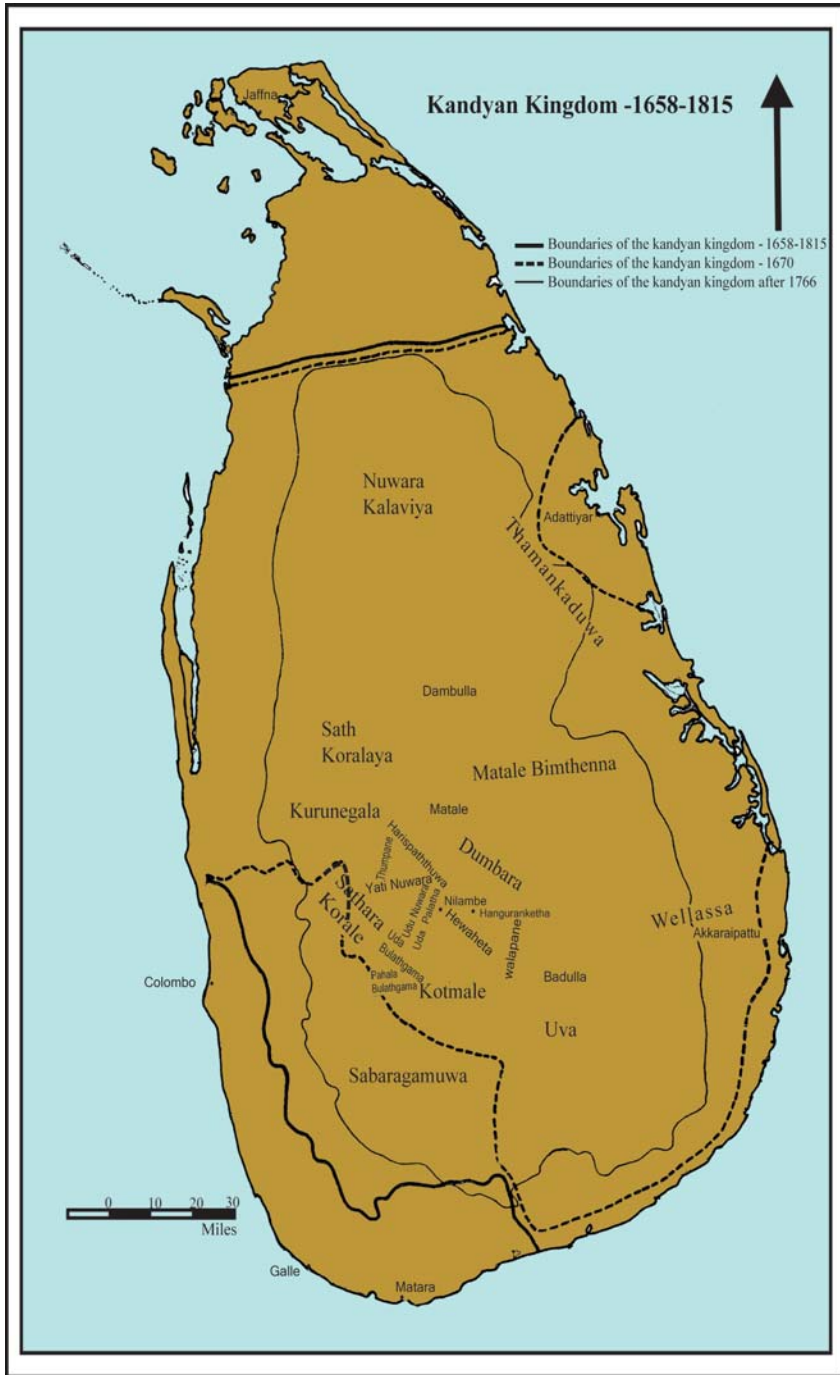 Jaffna
Kandyan Kingdom -1658-1815
Boundaries of the kandyan kingdom - 1658-1815
Boundaries of the kandyan kingdom - 1670
Boundaries of the kandyan kingdom after 1766
Nuwara
Kalaviya
Adattiyar
Thamankaduwa
Dambulla
Sath
Koralaya
Matale Bimthenna
Kurunegala
Matale
Harispaththuwa
Thumpane
Dumbara
Yati Nuwara
Sathara
Korale
Udu Nuwara
Uda Palatha
Nilambe
Hanguranketha
Hewaheta
Wellassa
Akkaraipattu
Uda
Bulathgama
walapane
Pahala
Bulathgama
Kotmale
Badulla
Colombo
Uva
Sabaragamuwa
0 10 20 30
Miles
Galle
Matara